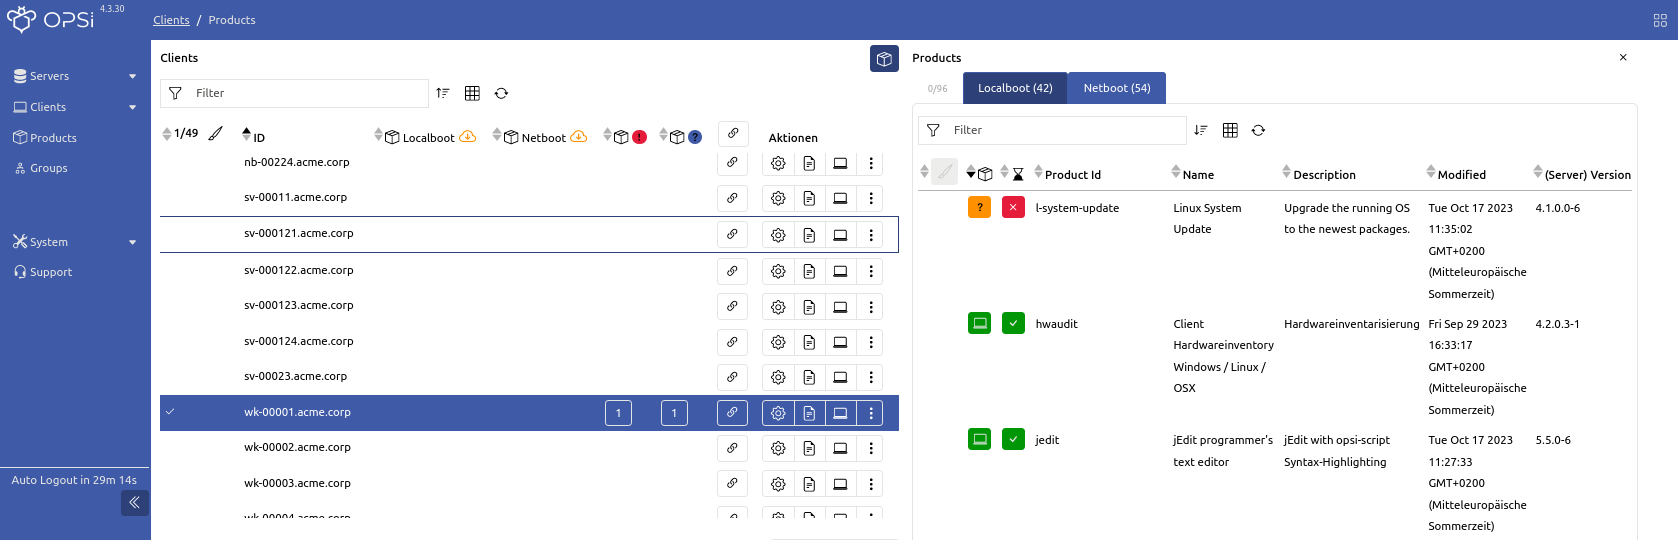 OPSi
4.3.30
Clients / Products
Servers
Clients
Products
Groups
System
Support
Auto Logout in 29m 14s
Clients
Filter
1/49
ID
Localboot
Netboot
!
?
Aktionen
nb-00224.acme.corp
sv-00011.acme.corp
sv-000121.acme.corp
sv-000122.acme.corp
sv-000123.acme.corp
sv-000124.acme.corp
sv-00023.acme.corp
wk-00001.acme.corp 1 1
wk-00002.acme.corp
wk-00003.acme.corp
wk-00004.acme.corp
Products
0/96
Localboot (42)
Netboot (54)
Filter
Product Id
Name
Description
Modified
(Server) Version
?
l-system-update
Linux System
Update
Upgrade the running OS
to the newest packages.
Tue Oct 17 2023
11:35:02
GMT+0200
(Mitteleuropäische
Sommerzeit)
4.1.0.0-6
hwaudit
Client
Hardwareinventory
Windows / Linux /
OSX
Hardwareinventarisierung
Fri Sep 29 2023
16:33:17
GMT+0200
(Mitteleuropäische
Sommerzeit)
4.2.0.3-1
jedit
jEdit programmer's
text editor
jEdit with opsi-script
Syntax-Highlighting
Tue Oct 17 2023
11:27:33
GMT+0200
(Mitteleuropäische
Sommerzeit)
5.5.0-6